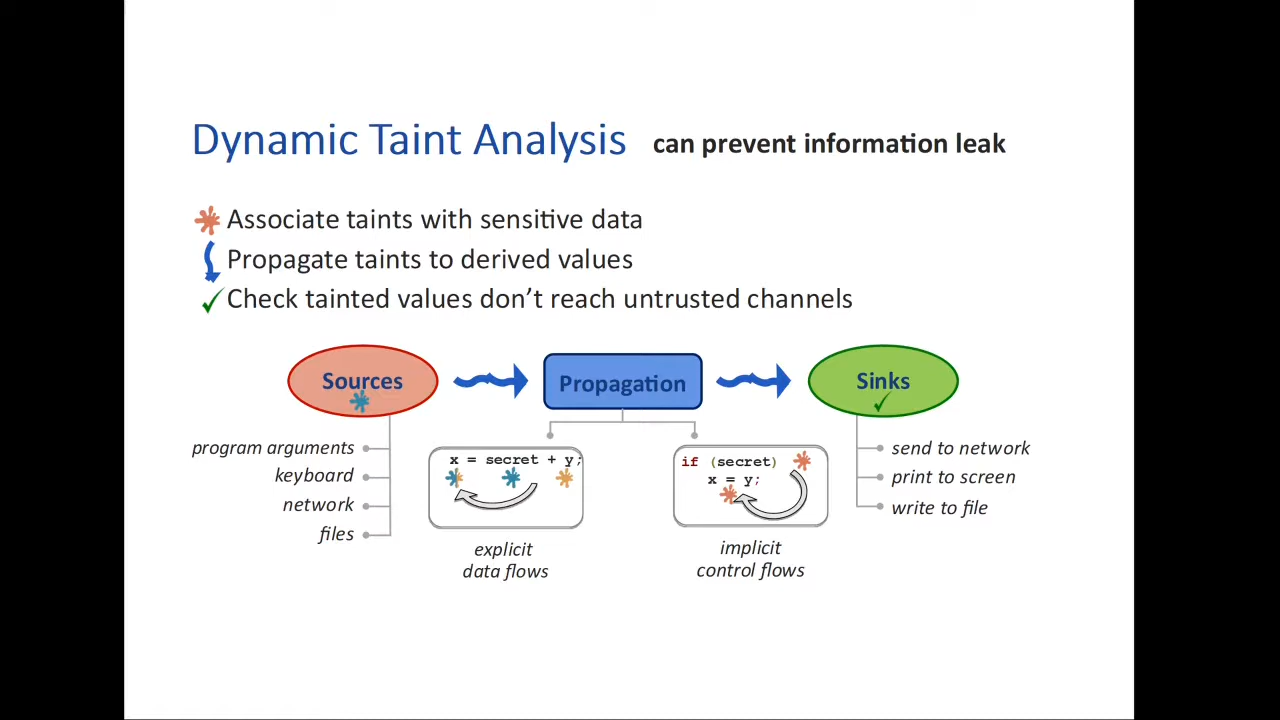 Dynamic Taint Analysis can prevent information leak
Associate taints with sensitive data
Propagate taints to derived values
Check tainted values don’t reach untrusted channels
Sources
Propagation
Sinks
program arguments
keyboard
network
files
x = secret + y;
explicit
data flows
if (secret)
x = y;
implicit
control flows
send to network
print to screen
write to file